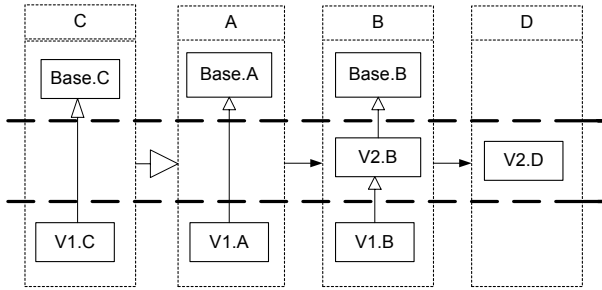 C A B D
Base.C Base.A Base.B
V2.B V2.D
V1.C V1.A V1.B